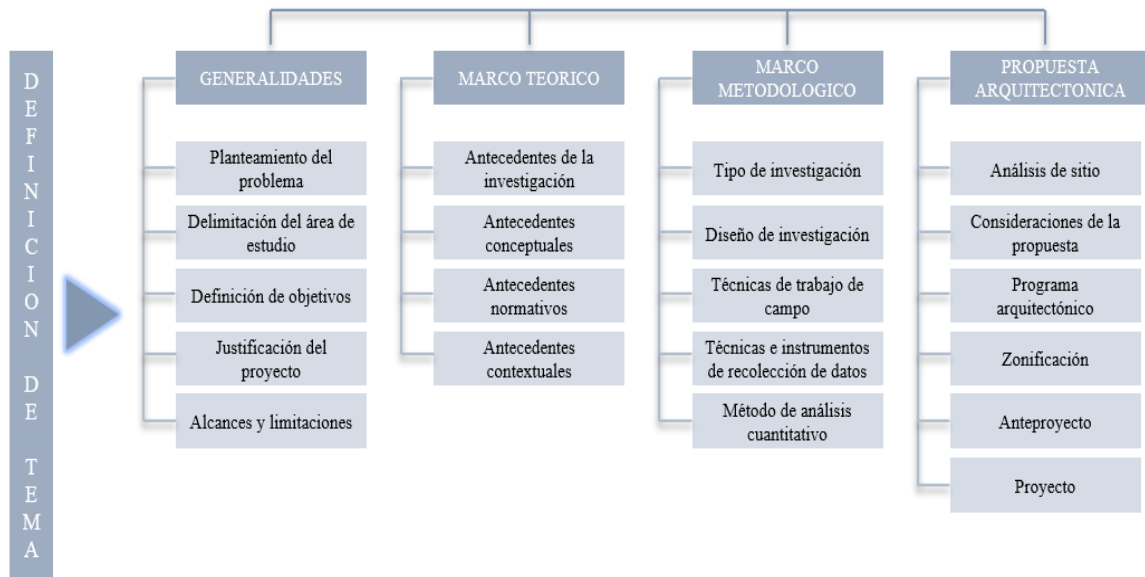 DEFINICION DE TEMA
GENERALIDADES
Planteamiento del
problema
Delimitación del área de
estudio
Definición de objetivos
Justificación del
proyecto
Alcances y limitaciones
MARCO TEORICO
Antecedentes de la
investigación
Antecedentes
conceptuales
Antecedentes
normativos
Antecedentes
contextuales
MARCO
METODOLOGICO
Tipo de investigación
Diseño de investigación
Técnicas de trabajo de
campo
Técnicas e instrumentos
de recolección de datos
Método de análisis
cuantitativo
PROPUESTA
ARQUITECTONICA
Análisis de sitio
Consideraciones de la
propuesta
Programa
arquitectónico
Zonificación
Anteproyecto
Proyecto